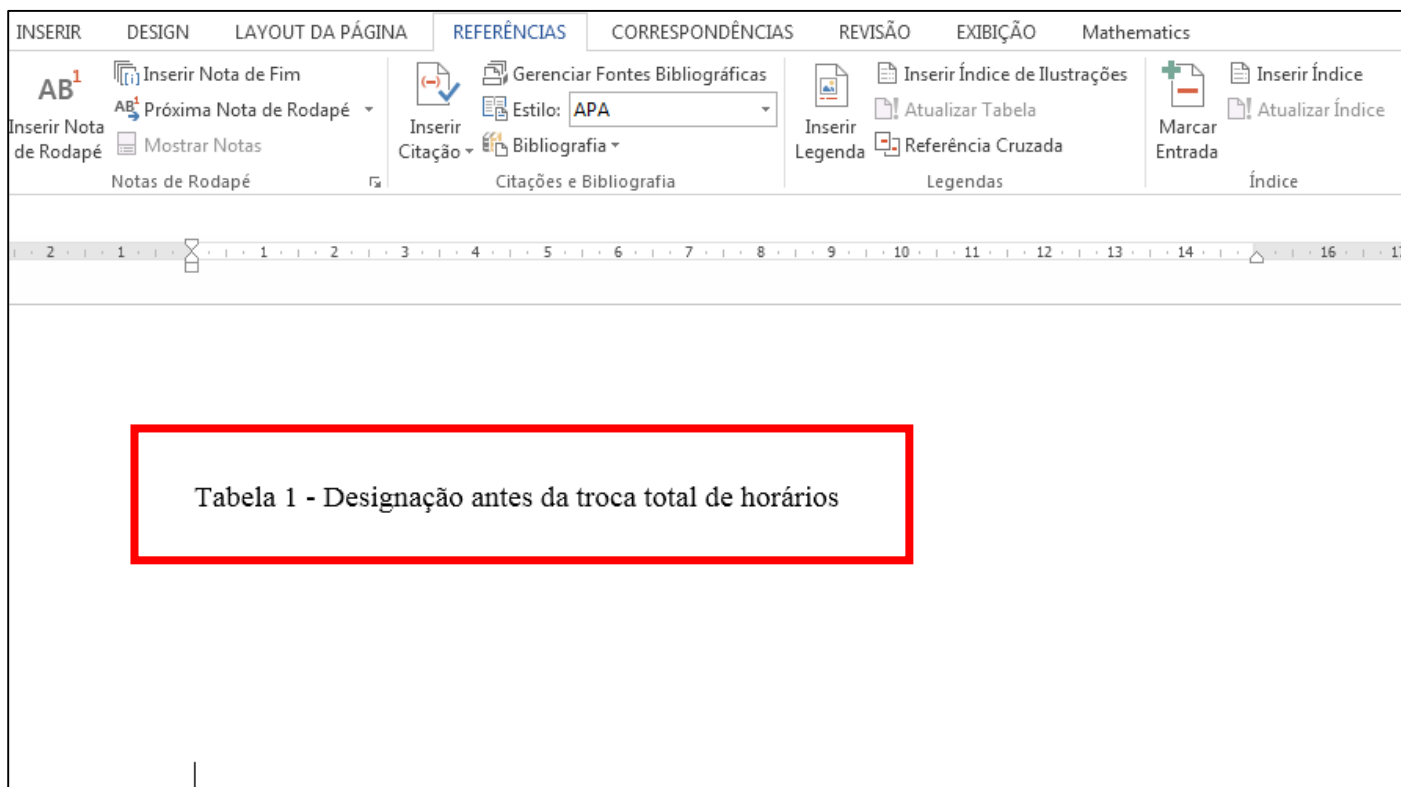 INSERIR DESIGN LAYOUT DA PÁGINA REFERÊNCIAS CORRESPONDÊNCIAS REVISÃO EXIBIÇÃO Mathematics
AB1
Inserir Nota
de Rodapé
Inserir Nota de Fim
AB1 Próxima Nota de Rodapé
Mostrar Notas
Notas de Rodapé
Inserir
Citação
Gerenciar Fontes Bibliográficas
Estilo: APA
Bibliografia
Citações e Bibliografia
Inserir
Legenda
Inserir Índice de Ilustrações
Atualizar Tabela
Referência Cruzada
Legendas
Marcar
Entrada
Inserir Índice
Atualizar Índice
Índice
2 1 1 2 3 4 5 6 7 8 9 10 11 12 13 14 16
Tabela 1 - Designação antes da troca total de horários